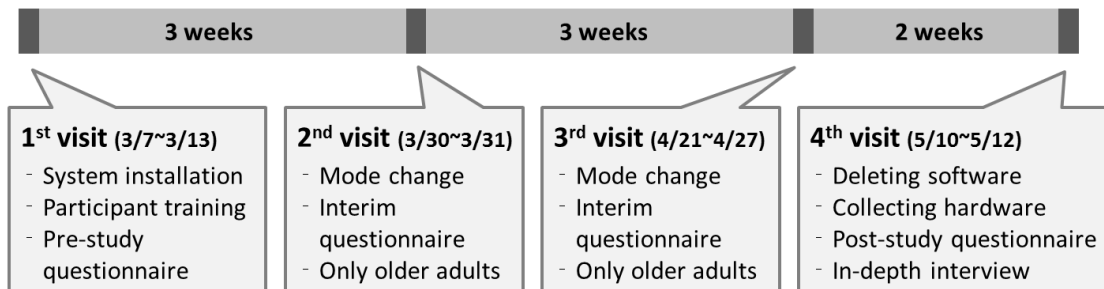 3 weeks
3 weeks
2 weeks
1st visit (3/7~3/13)
- System installation
- Participant training
- Pre-study
questionnaire
2nd visit (3/30~3/31)
- Mode change
- Interim
questionnaire
- Only older adults
3rd visit (4/21~4/27)
- Mode change
- Interim
questionnaire
- Only older adults
4th visit (5/10~5/12)
- Deleting software
- Collecting hardware
- Post-study questionnaire
- In-depth interview